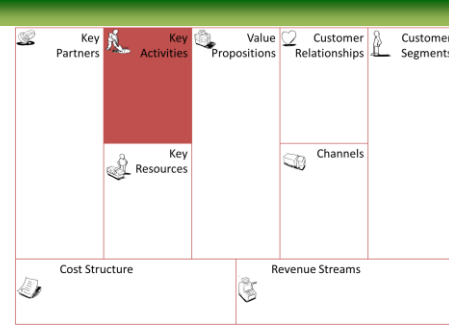 Key
Partners
Key
Activities
Value
Propositions
Customer
Relationships
Customer
Segments
Key
Resources
Channels
Cost Structure
Revenue Streams